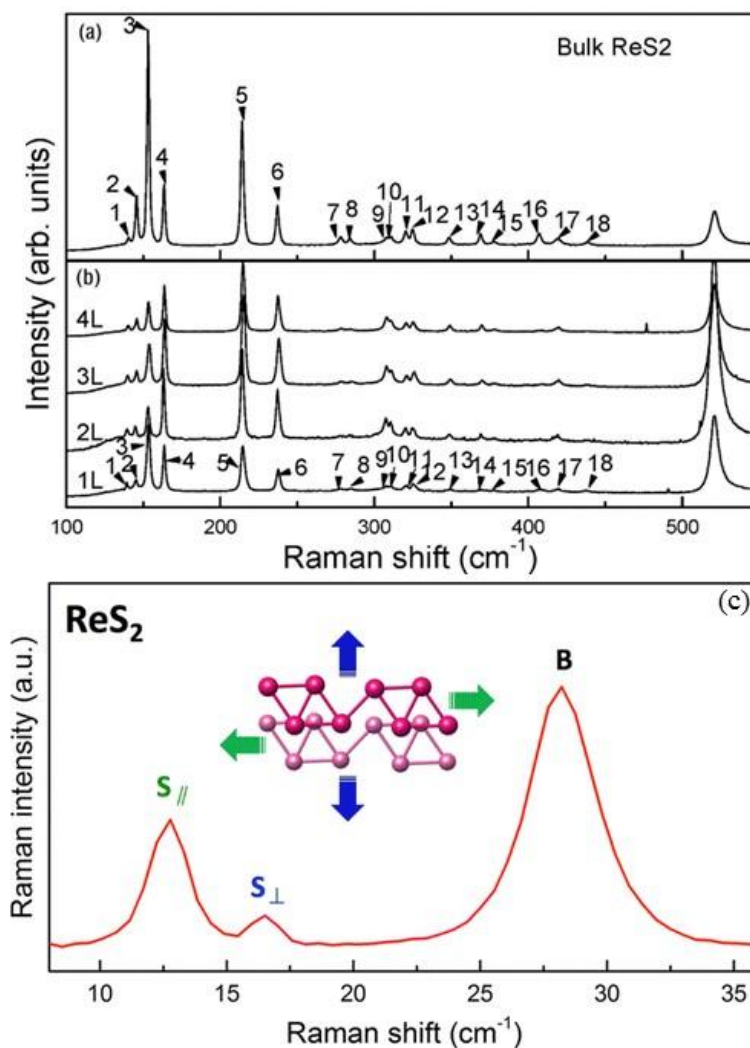 (a)
Bulk ReS2
3
5
4
2
6
1
7
8
9
10
11
12
13
14
15
16
17
18
Intensity (arb. units)
(b)
4L
3L
2L
1L
3
1
2
4
5
6
7
8
9
10
11
12
13
14
15
16
17
18
100 200 300 400 500
Raman shift (cm⁻¹)
(c)
ReS₂
B
S∥
S⊥
Raman intensity (a.u.)
10 15 20 25 30 35
Raman shift (cm⁻¹)